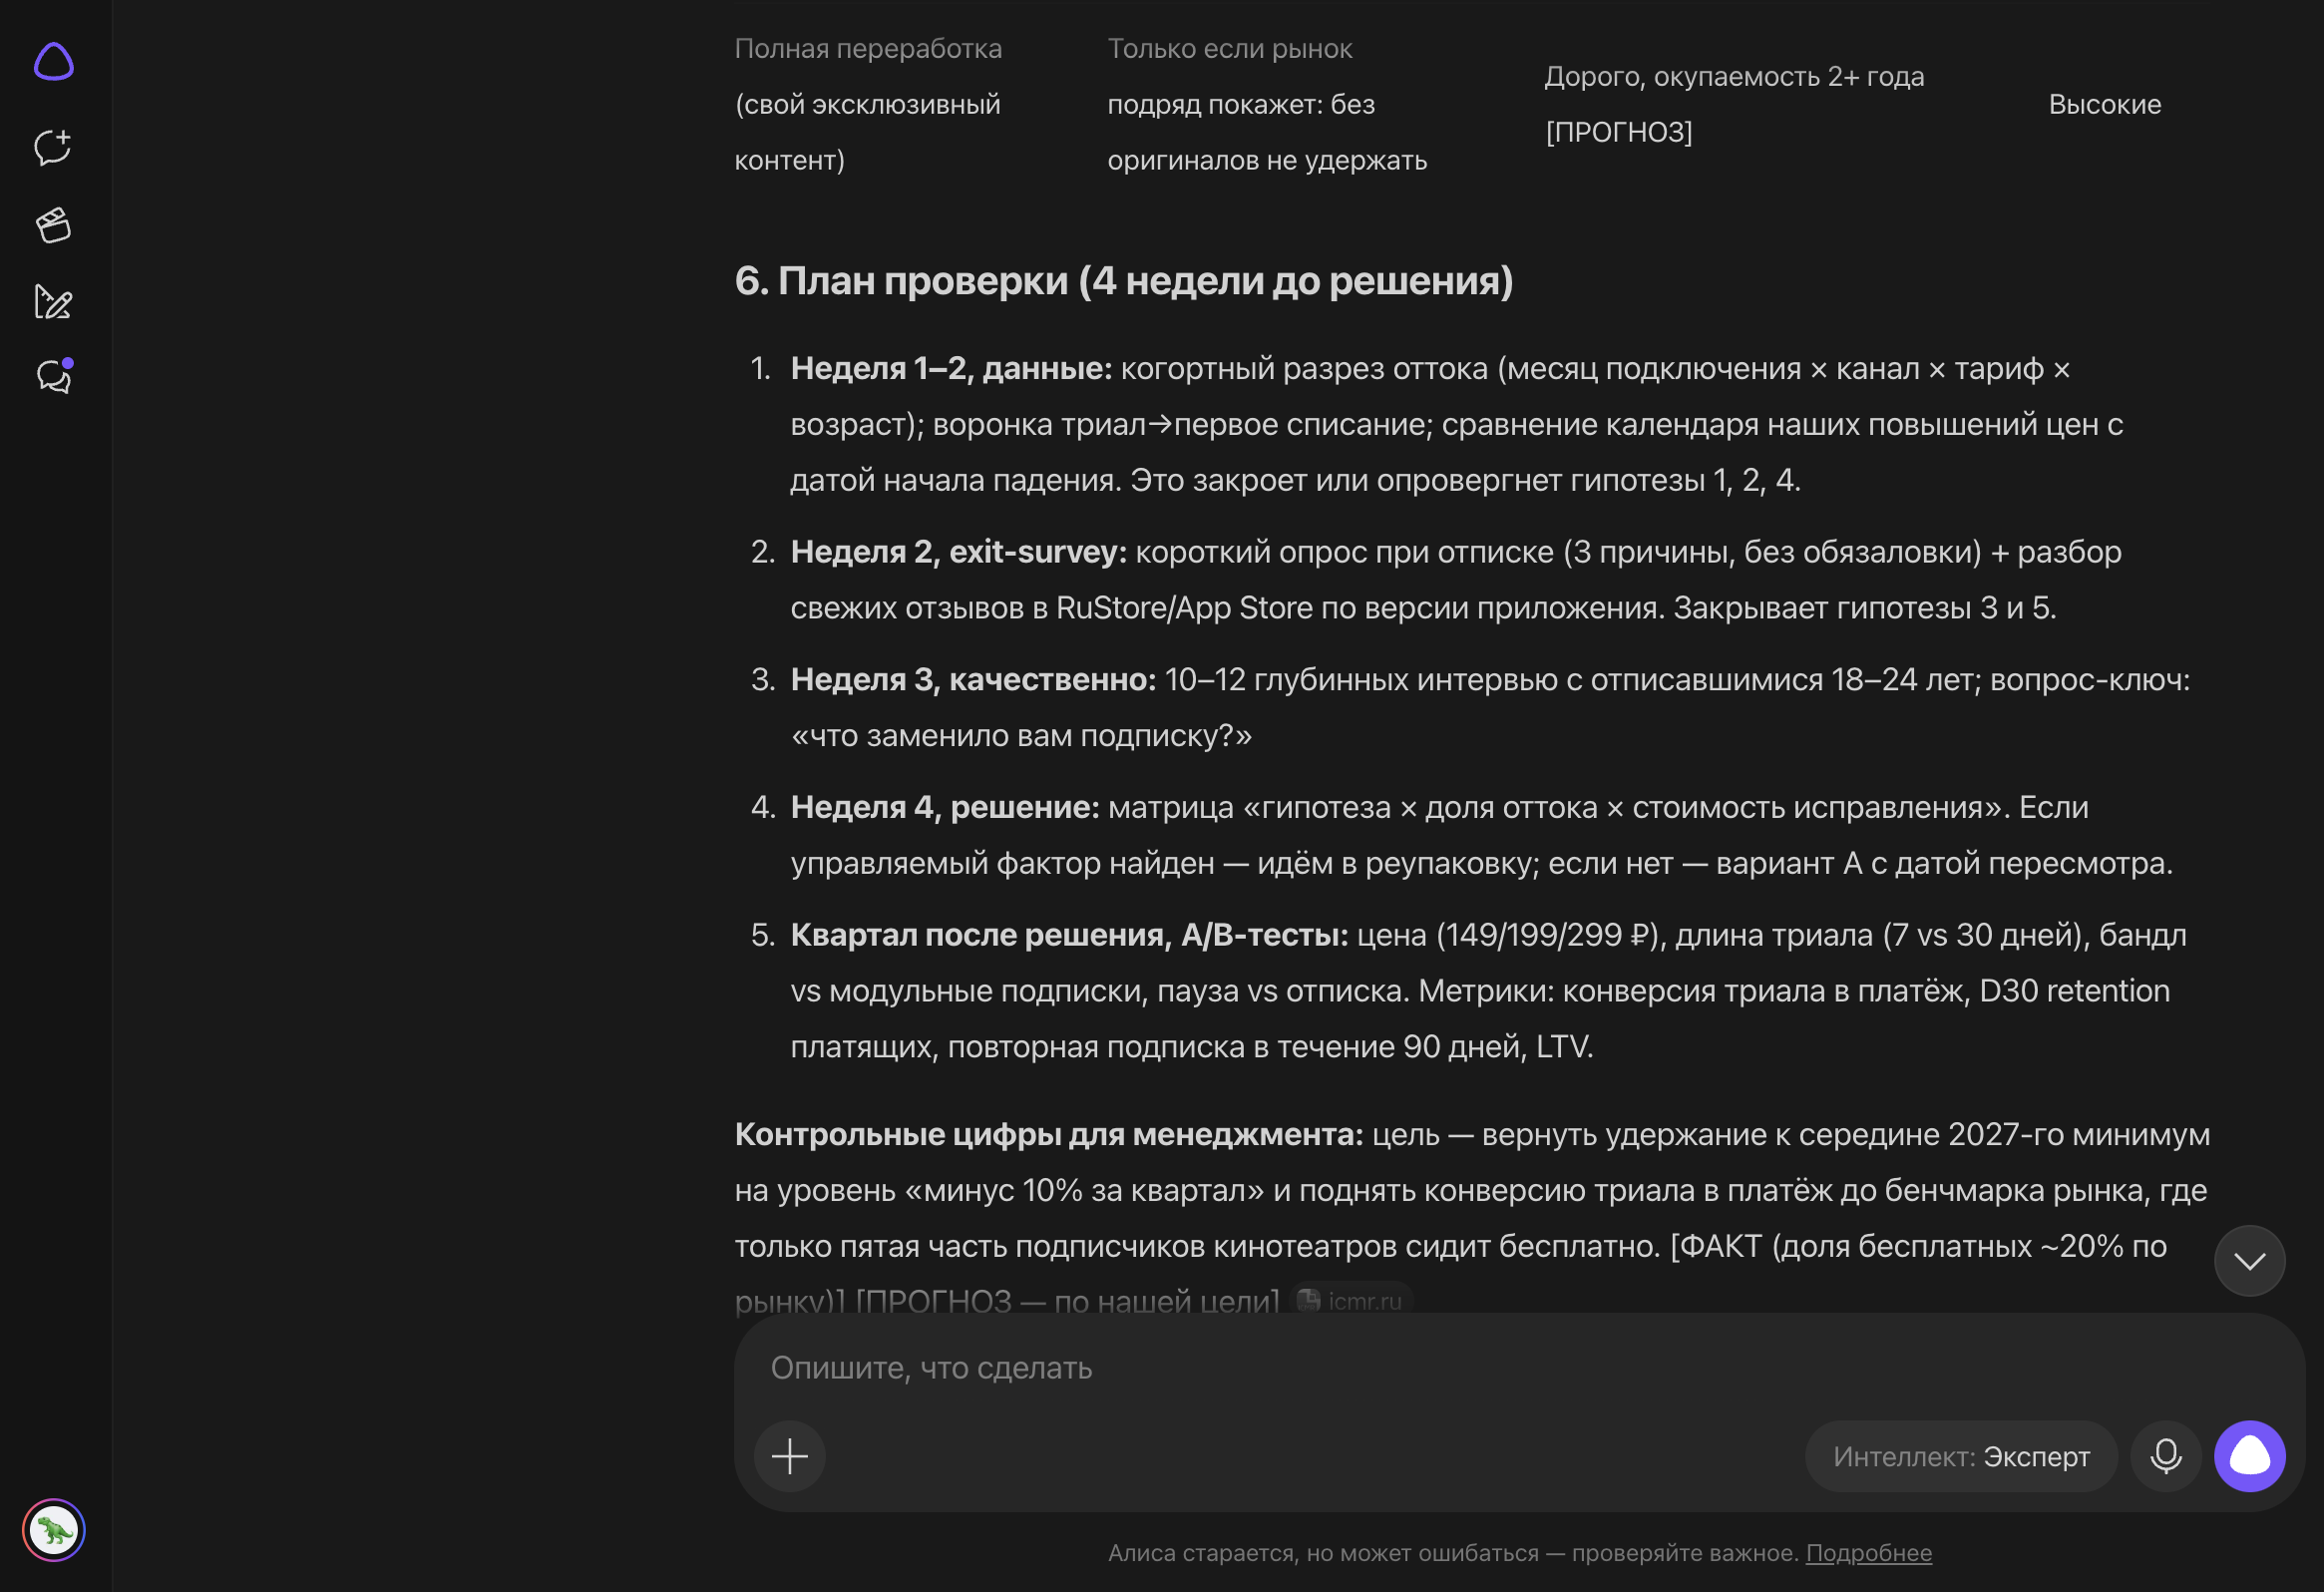 Полная переработка
(свой эксклюзивный
контент)
Только если рынок
подряд покажет: без
оригиналов не удержать
Дорого, окупаемость 2+ года
[ПРОГНОЗ]
Высокие
6. План проверки (4 недели до решения)
1. Неделя 1–2, данные: когортный разрез оттока (месяц подключения × канал × тариф ×
возраст); воронка триал→первое списание; сравнение календаря наших повышений цен с
датой начала падения. Это закроет или опровергнет гипотезы 1, 2, 4.
2. Неделя 2, exit-survey: короткий опрос при отписке (3 причины, без обязаловки) + разбор
свежих отзывов в RuStore/App Store по версии приложения. Закрывает гипотезы 3 и 5.
3. Неделя 3, качественно: 10–12 глубинных интервью с отписавшимися 18–24 лет; вопрос-ключ:
«что заменило вам подписку?»
4. Неделя 4, решение: матрица «гипотеза × доля оттока × стоимость исправления». Если
управляемый фактор найден — идём в реупаковку; если нет — вариант А с датой пересмотра.
5. Квартал после решения, A/B-тесты: цена (149/199/299 ₽), длина триала (7 vs 30 дней), бандл
vs модульные подписки, пауза vs отписка. Метрики: конверсия триала в платёж, D30 retention
платящих, повторная подписка в течение 90 дней, LTV.
Контрольные цифры для менеджмента: цель — вернуть удержание к середине 2027-го минимум
на уровень «минус 10% за квартал» и поднять конверсию триала в платёж до бенчмарка рынка, где
только пятая часть подписчиков кинотеатров сидит бесплатно. [ФАКТ (доля бесплатных ~20% по
рынку)] [ПРОГНОЗ — по нашей цели] icmr.ru
Опишите, что сделать
Интеллект: Эксперт
Алиса старается, но может ошибаться — проверяйте важное. Подробнее